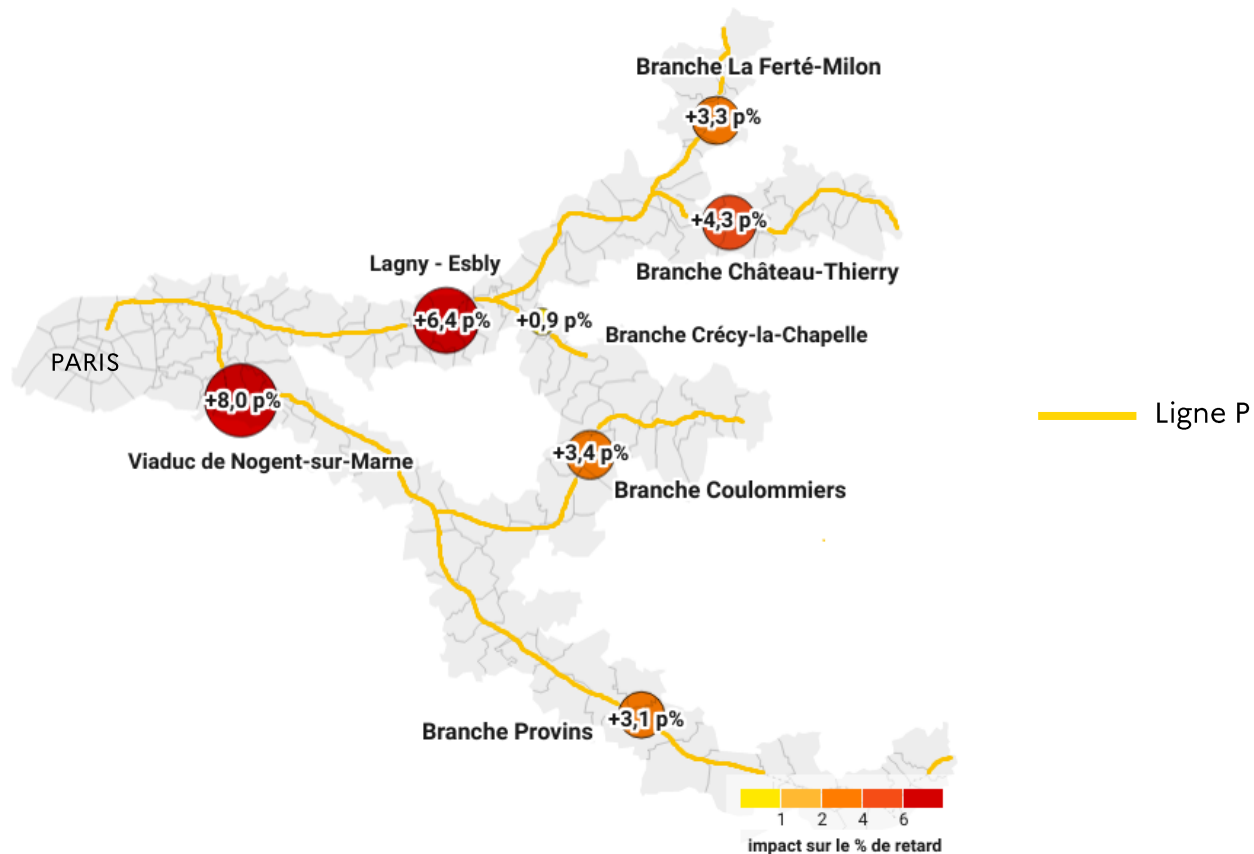 Branche La Ferté-Milon
+3,3 p%
+4,3 p%
Branche Château-Thierry
Lagny - Esbly
+6,4 p%
+0,9 p%
Branche Crécy-la-Chapelle
PARIS
+8,0 p%
Viaduc de Nogent-sur-Marne
+3,4 p%
Branche Coulommiers
Ligne P
Branche Provins
+3,1 p%
1 2 4 6
impact sur le % de retard